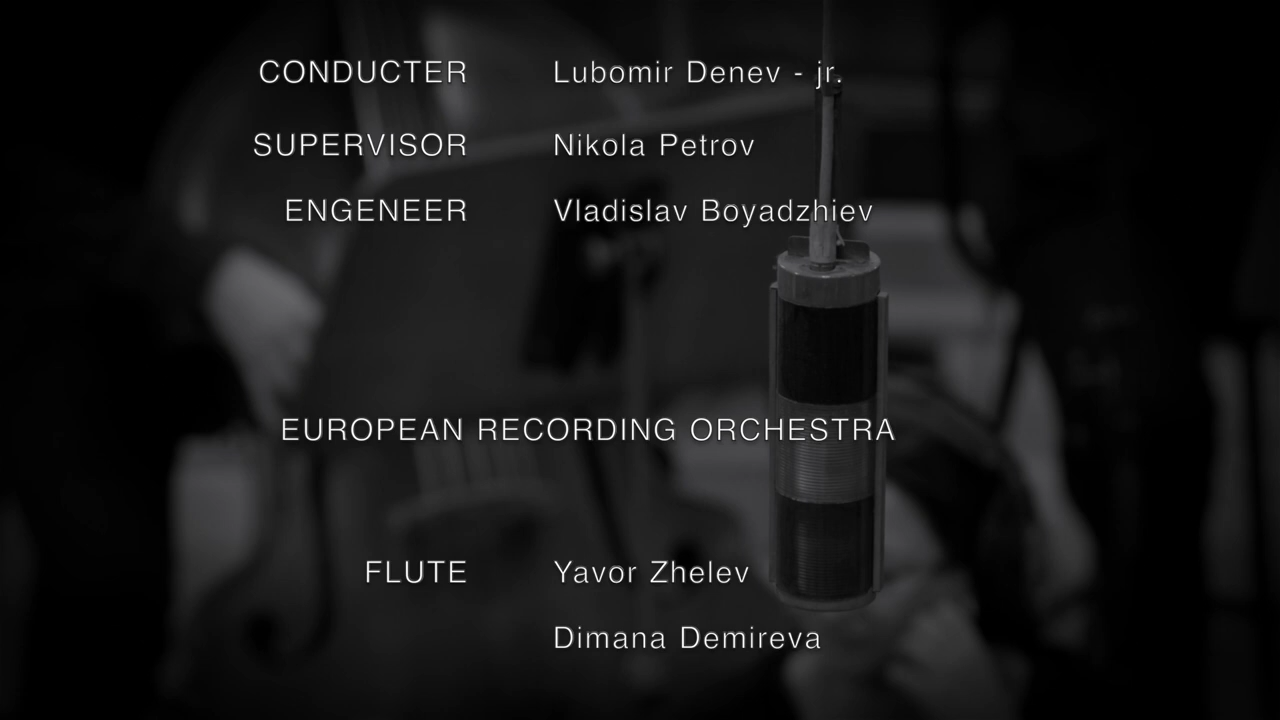 CONDUCTER Lubomir Denev - jr.
SUPERVISOR Nikola Petrov
ENGENEER Vladislav Boyadzhiev
EUROPEAN RECORDING ORCHESTRA
FLUTE Yavor Zhelev
Dimana Demireva